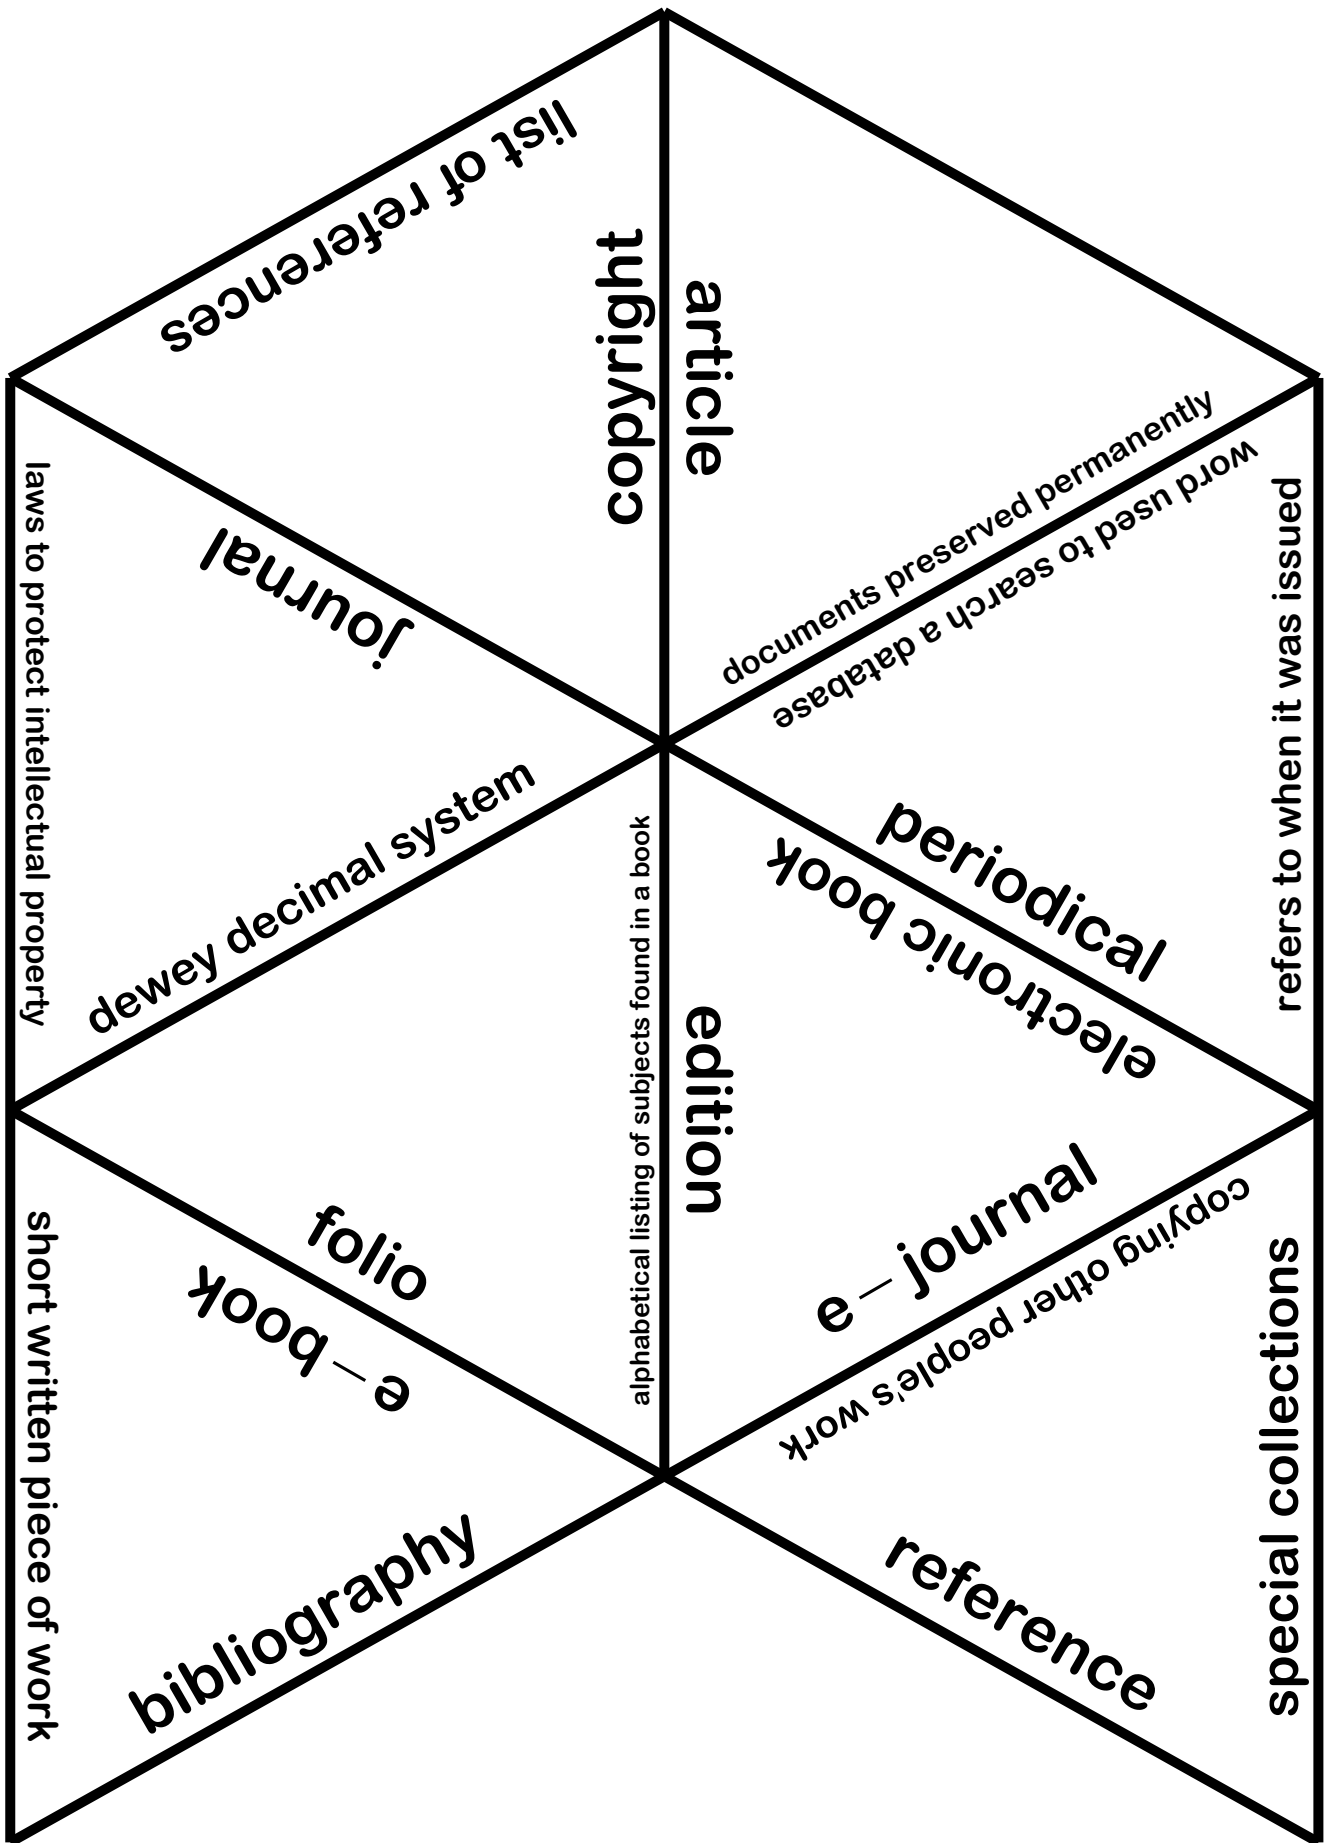 list of references
copyright
article
documents preserved permanently
word used to search a database
refers to when it was issued
laws to protect intellectual property
journal
dewey decimal system
periodical
electronic book
alphabetical listing of subjects found in a book
edition
e – journal
copying other people's work
folio
e – book
short written piece of work
bibliography
reference
special collections